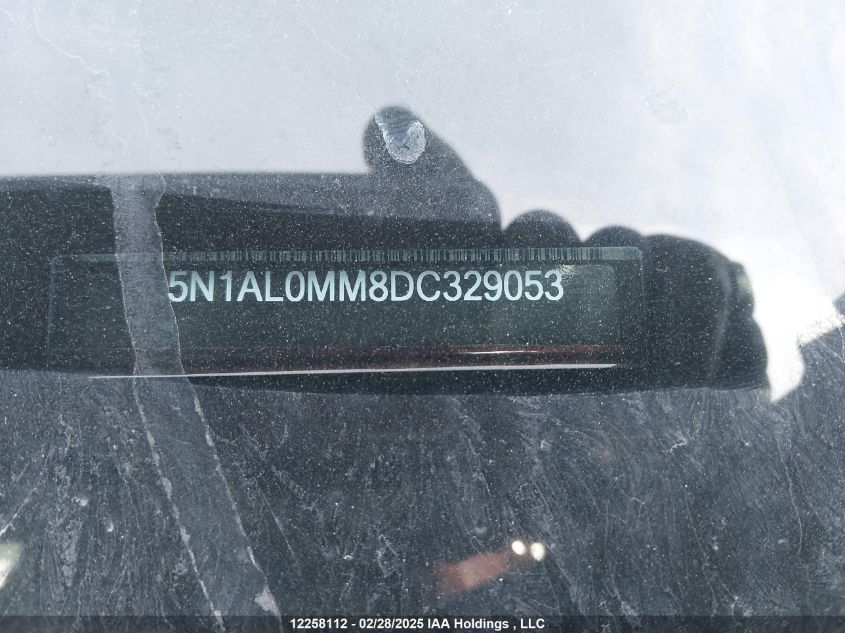 5N1AL0MM8DC329053
12258112 - 02/28/2025 IAA Holdings , LLC